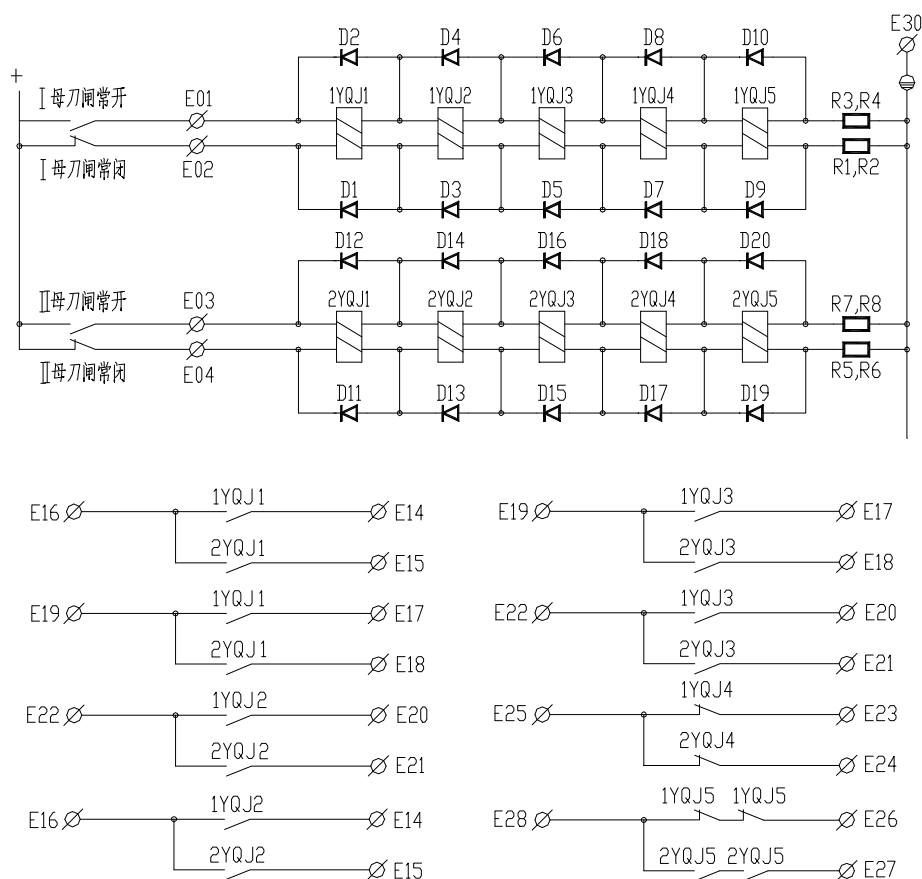 E30
D2 D4 D6 D8 D10
+
Ⅰ母刀闸常开 E01 1YQJ1 1YQJ2 1YQJ3 1YQJ4 1YQJ5 R3,R4
Ⅰ母刀闸常闭 E02 R1,R2
D1 D3 D5 D7 D9
D12 D14 D16 D18 D20
Ⅱ母刀闸常开 E03 2YQJ1 2YQJ2 2YQJ3 2YQJ4 2YQJ5 R7,R8
Ⅱ母刀闸常闭 E04 R5,R6
D11 D13 D15 D17 D19
E16 1YQJ1 E14
2YQJ1 E15
E19 1YQJ1 E17
2YQJ1 E18
E22 1YQJ2 E20
2YQJ2 E21
E16 1YQJ2 E14
2YQJ2 E15
E19 1YQJ3 E17
2YQJ3 E18
E22 1YQJ3 E20
2YQJ3 E21
E25 1YQJ4 E23
2YQJ4 E24
E28 1YQJ5 1YQJ5 E26
2YQJ5 2YQJ5 E27